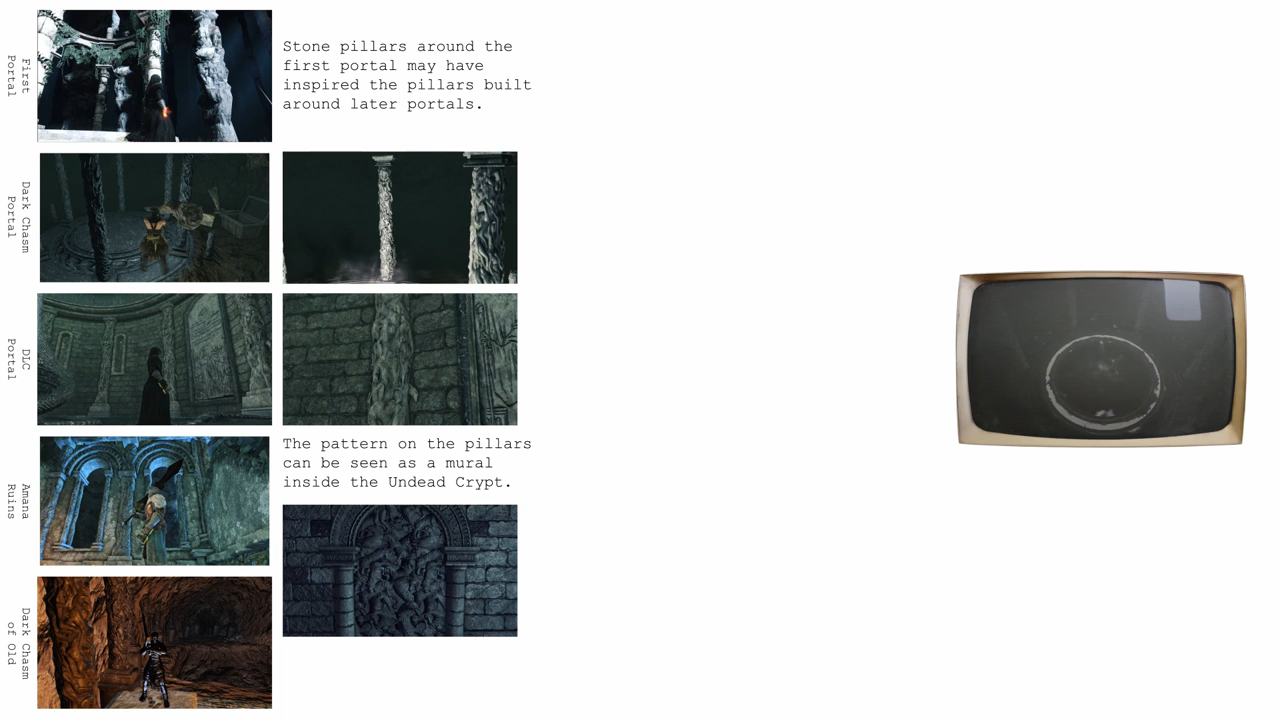 First
Portal
Stone pillars around the
first portal may have
inspired the pillars built
around later portals.
Dark Chasm
Portal
DLC
Portal
Amana
Ruins
The pattern on the pillars
can be seen as a mural
inside the Undead Crypt.
Dark Chasm
of Old